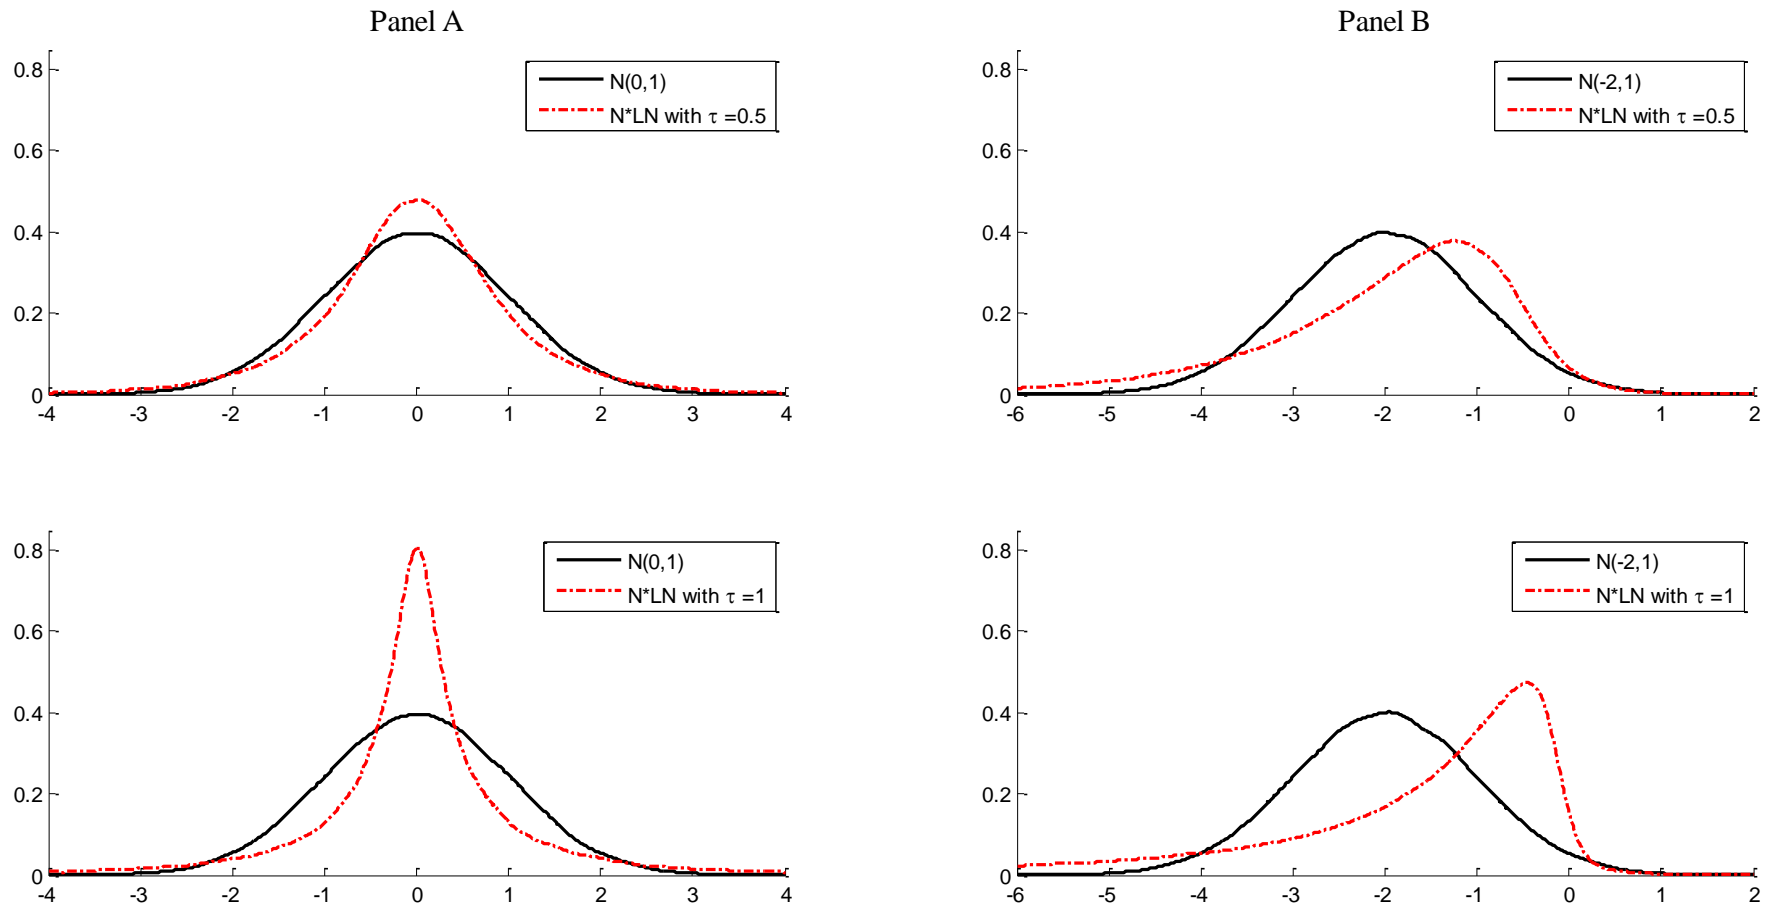 Panel A
Panel B
0.8
0.6
0.4
0.2
0
-4 -3 -2 -1 0 1 2 3 4
N(0,1)
N*LN with τ =0.5
0.8
0.6
0.4
0.2
0
-6 -5 -4 -3 -2 -1 0 1 2
N(-2,1)
N*LN with τ =0.5
0.8
0.6
0.4
0.2
0
-4 -3 -2 -1 0 1 2 3 4
N(0,1)
N*LN with τ =1
0.8
0.6
0.4
0.2
0
-6 -5 -4 -3 -2 -1 0 1 2
N(-2,1)
N*LN with τ =1